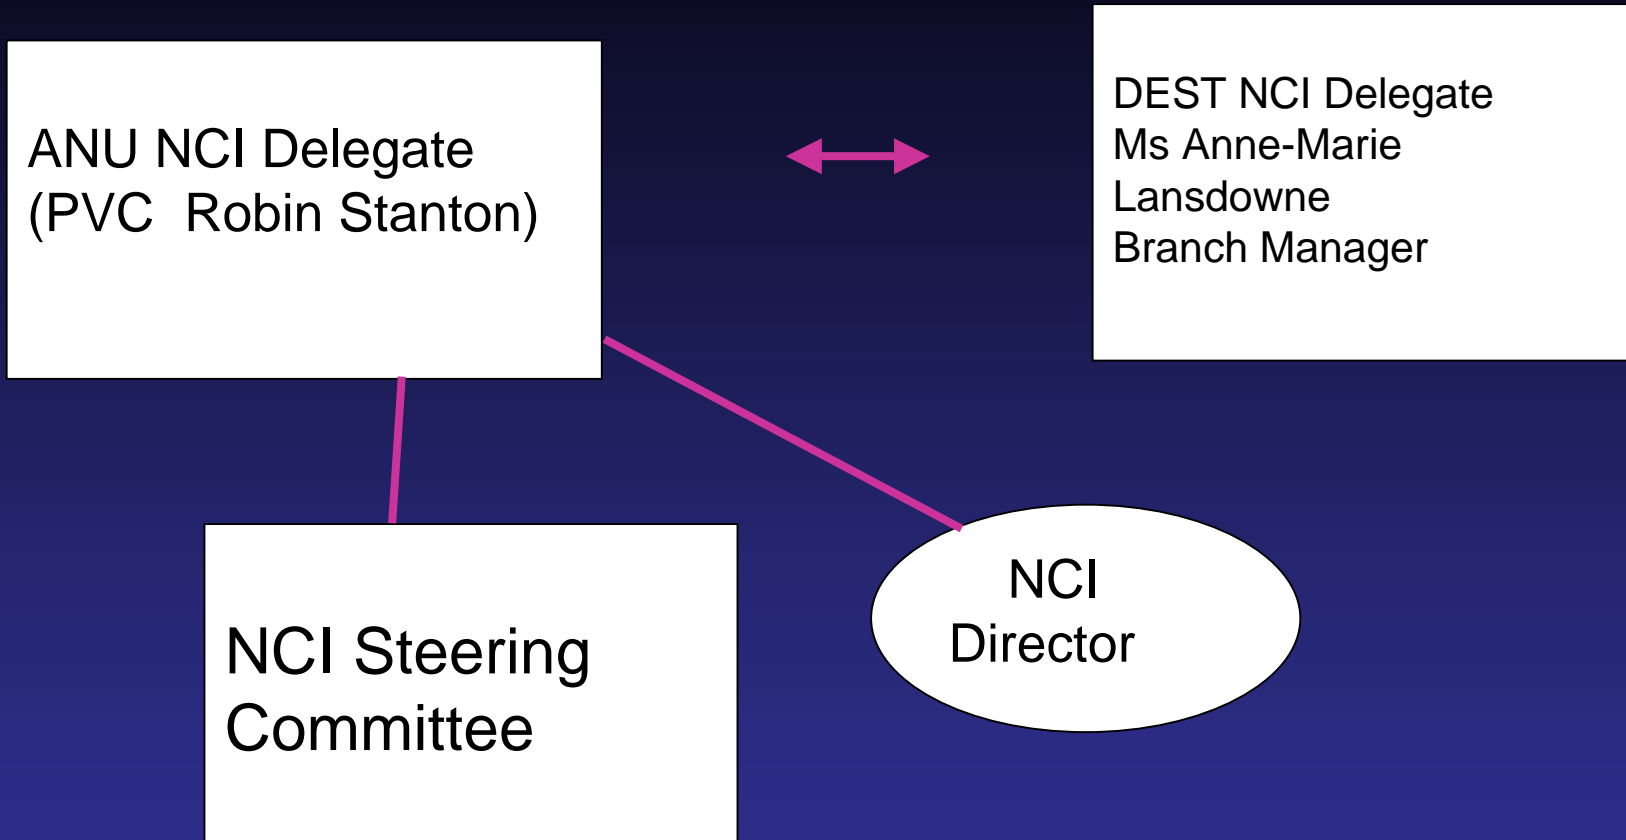 ANU NCI Delegate
(PVC  Robin Stanton)
DEST NCI Delegate
Ms Anne-Marie
Lansdowne
Branch Manager
NCI Steering
Committee
NCI
Director